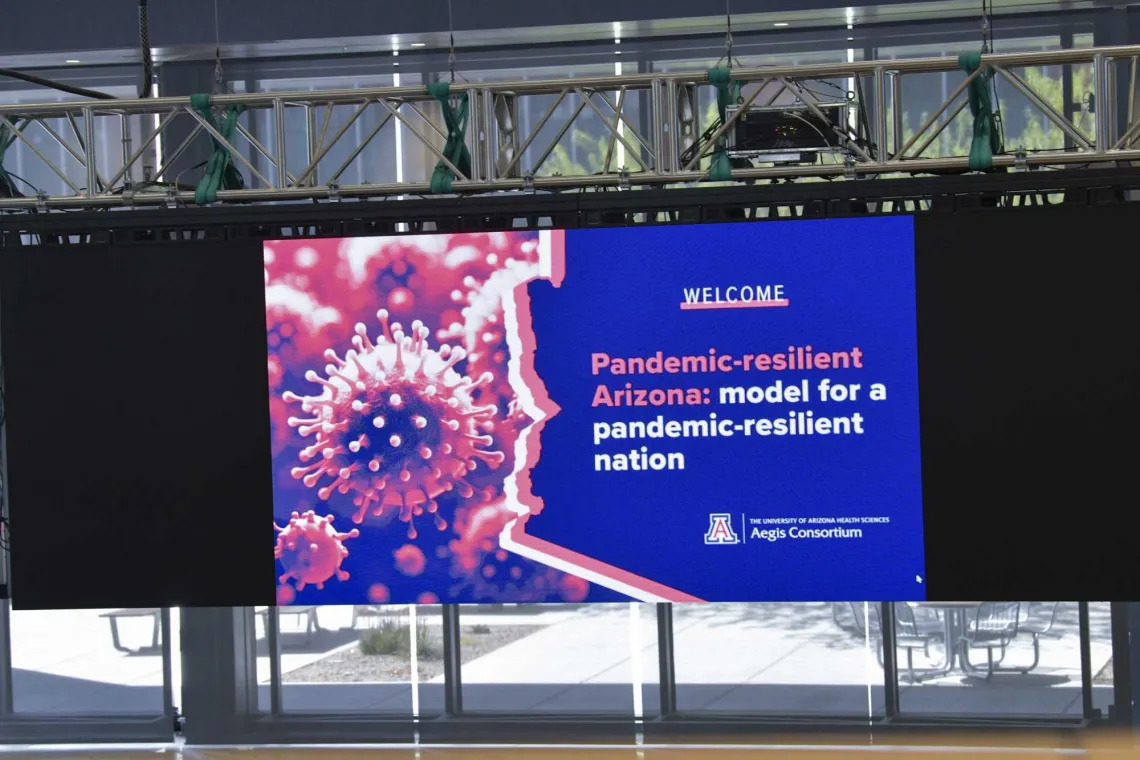 WELCOME
Pandemic-resilient
Arizona: model for a
pandemic-resilient
nation
A
THE UNIVERSITY OF ARIZONA HEALTH SCIENCES
Aegis Consortium